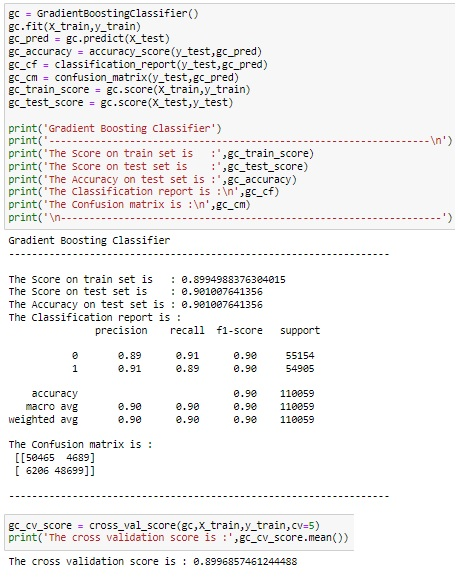 gc = GradientBoostingClassifier()
gc.fit(X_train,y_train)
gc_pred = gc.predict(X_test)
gc_accuracy = accuracy_score(y_test,gc_pred)
gc_cf = classification_report(y_test,gc_pred)
gc_cm = confusion_matrix(y_test,gc_pred)
gc_train_score = gc.score(X_train,y_train)
gc_test_score = gc.score(X_test,y_test)

print('Gradient Boosting Classifier')
print('---------------------------------------------------------------\n')
print('The Score on train set is   :',gc_train_score)
print('The Score on test set is    :',gc_test_score)
print('The Accuracy on test set is :',gc_accuracy)
print('The Classification report is :\n',gc_cf)
print('The Confusion matrix is :\n',gc_cm)
print('\n---------------------------------------------------------------')

Gradient Boosting Classifier
---------------------------------------------------------------

The Score on train set is   : 0.8994988376304015
The Score on test set is    : 0.901007641356
The Accuracy on test set is : 0.901007641356
The Classification report is :
              precision    recall  f1-score   support

           0       0.89      0.91      0.90     55154
           1       0.91      0.89      0.90     54905

    accuracy                           0.90    110059
   macro avg       0.90      0.90      0.90    110059
weighted avg       0.90      0.90      0.90    110059

The Confusion matrix is :
 [[50465  4689]
 [ 6206 48699]]

---------------------------------------------------------------

gc_cv_score = cross_val_score(gc,X_train,y_train,cv=5)
print('The cross validation score is :',gc_cv_score.mean())

The cross validation score is : 0.8996857461244488